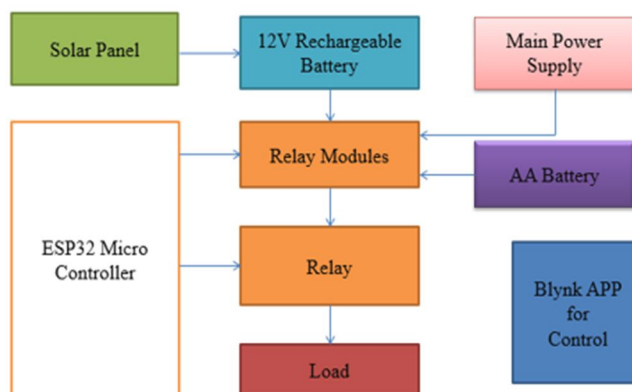 Solar Panel
12V Rechargeable
Battery
Main Power
Supply
Relay Modules
AA Battery
ESP32 Micro
Controller
Relay
Blynk APP
for
Control
Load